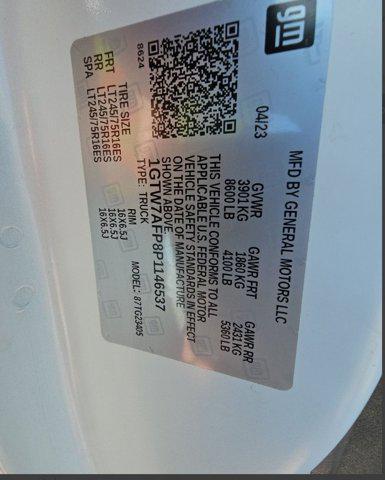 gm
MFD BY GENERAL MOTORS LLC
04/23
GVWR GAWR FRT GAWR RR
3901 KG 1860 KG 2431 KG
8600 LB 4100 LB 5360 LB
THIS VEHICLE CONFORMS TO ALL
APPLICABLE U.S. FEDERAL MOTOR
VEHICLE SAFETY STANDARDS IN EFFECT
ON THE DATE OF MANUFACTURE
SHOWN ABOVE.
1GTW7AFP8P1146537
TYPE: TRUCK MODEL: 87TG23405
8624
TIRE SIZE RIM
FRT LT245/75R16ES 16X6.5J
RR LT245/75R16ES 16X6.5J
SPA LT245/75R16ES 16X6.5J